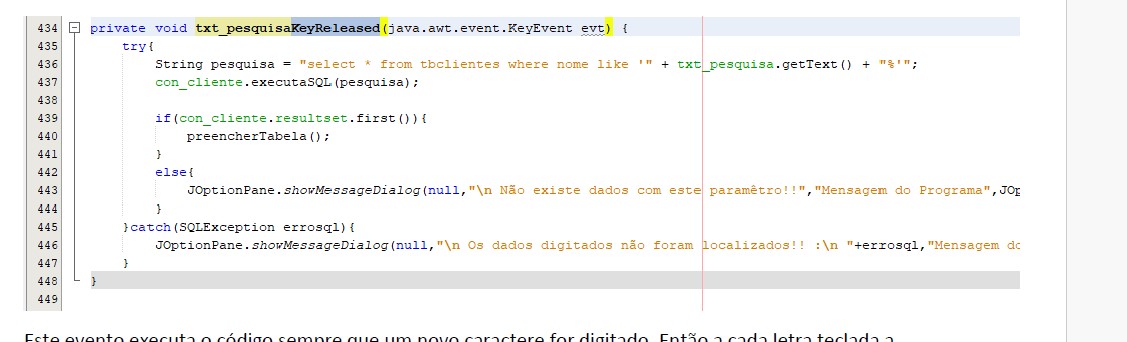 434 private void txt_pesquisaKeyReleased(java.awt.event.KeyEvent evt) {
435 try{
436 String pesquisa = "select * from tbclientes where nome like '" + txt_pesquisa.getText() + "%'";
437 con_cliente.executaSQL(pesquisa);
438
439 if(con_cliente.resultset.first()){
440 preencherTabela();
441 }
442 else{
443 JOptionPane.showMessageDialog(null,"\n Não existe dados com este paramêtro!!","Mensagem do Programa",JOp
444 }
445 }catch(SQLException errosql){
446 JOptionPane.showMessageDialog(null,"\n Os dados digitados não foram localizados!! :\n "+errosql,"Mensagem do
447 }
448 }
449
Este evento executa o código sempre que um novo caractere for digitado. Então a cada letra teclada a